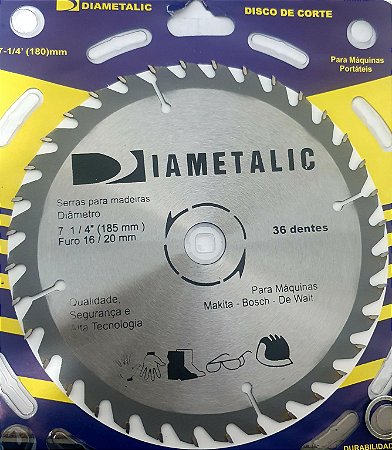 DIAMETALIC
DISCO DE CORTE
7-1/4' (180)mm
Para Máquinas
Portáteis
DIAMETALIC
Serras para madeiras
Diâmetro
7 1/4" (185 mm)
Furo 16 / 20 mm
36 dentes
Qualidade,
Segurança e
Alta Tecnologia
Para Máquinas
Makita - Bosch - De Walt
DURABILIDAD